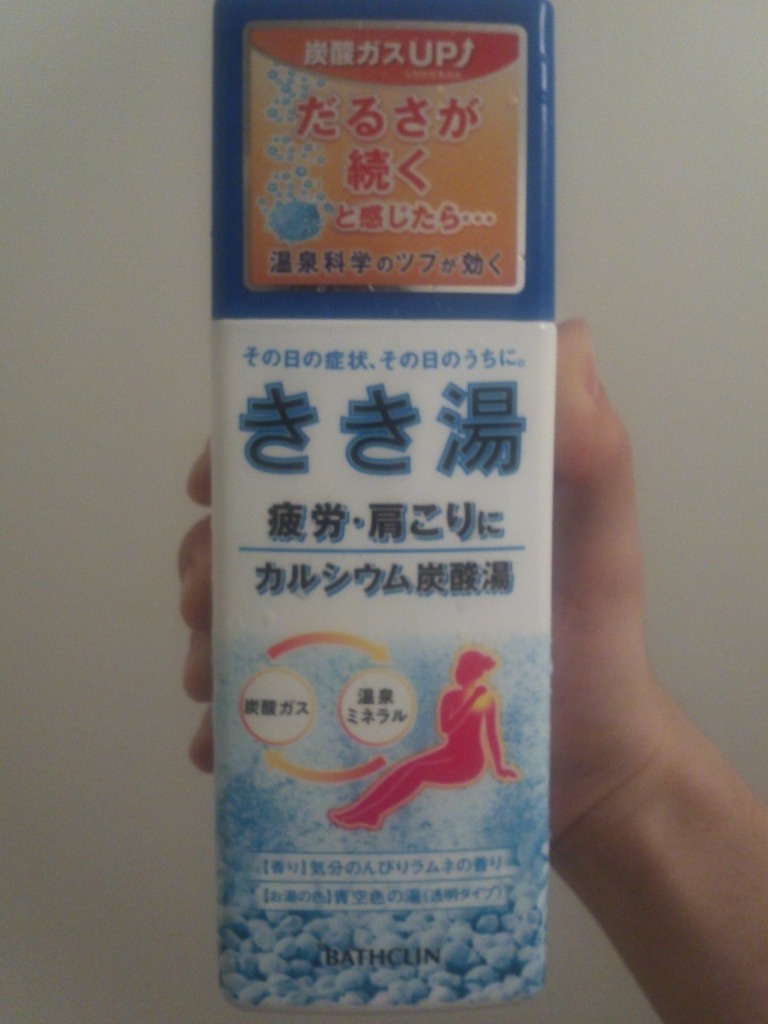 炭酸ガスUP↑
だるさが
続く
と感じたら…
温泉科学のツブが効く
その日の症状、その日のうちに。
きき湯
疲労・肩こりに
カルシウム炭酸湯
炭酸ガス
温泉
ミネラル
【香り】気分のんびりラムネの香り
【お湯の色】青空色の湯（透明タイプ）
BATHCLIN